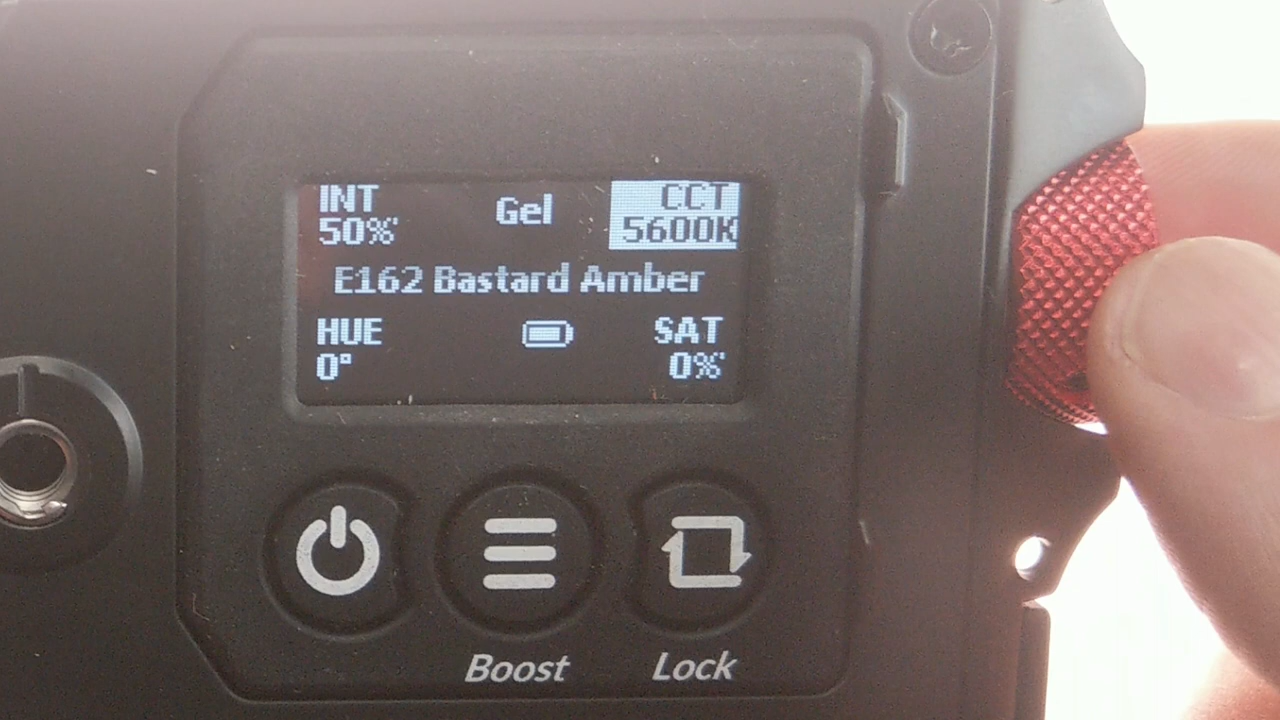 INT
50%
Gel
CCT
5600K
E162 Bastard Amber
HUE
0°
SAT
0%
Boost
Lock